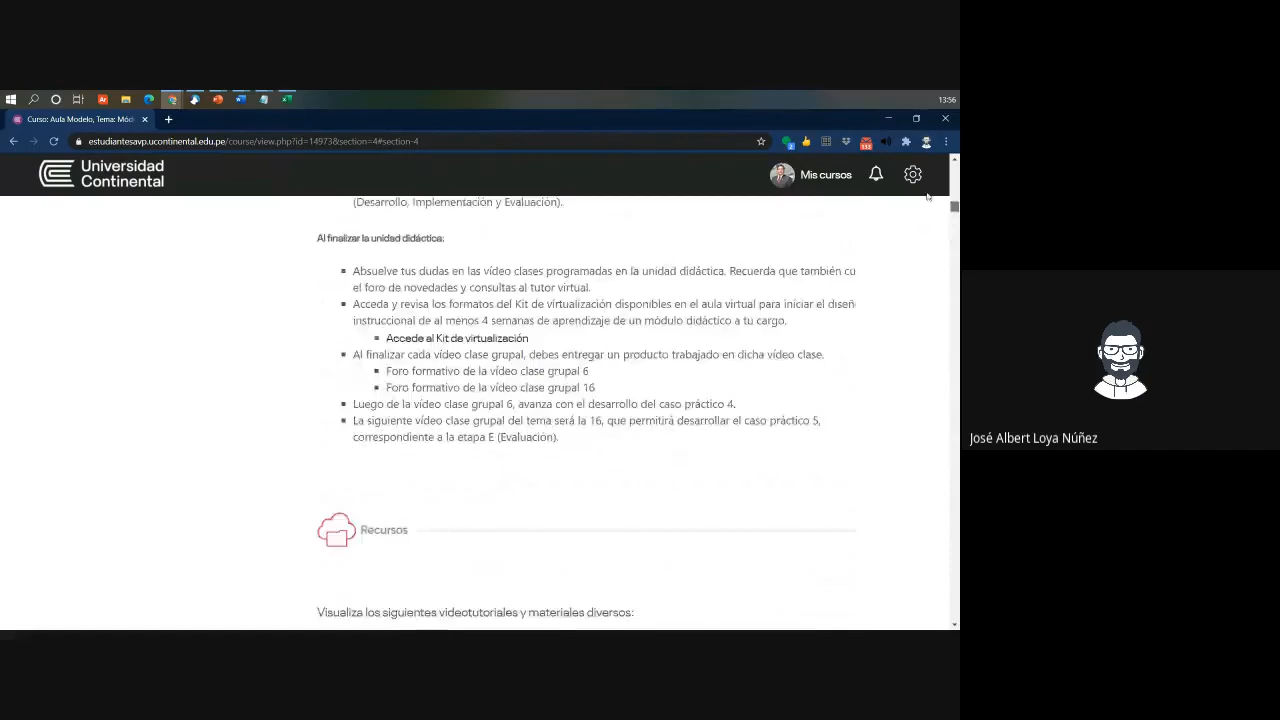 13:56
Curso: Aula Modelo, Tema: Mód
estudiantesavp.ucontinental.edu.pe/course/view.php?id=14973&section=4#section-4
Universidad
Continental
Mis cursos
(Desarrollo, Implementación y Evaluación).
Al finalizar la unidad didáctica:
Absuelve tus dudas en las vídeo clases programadas en la unidad didáctica. Recuerda que también cu
el foro de novedades y consultas al tutor virtual.
Acceda y revisa los formatos del Kit de virtualización disponibles en el aula virtual para iniciar el diseñ
instruccional de al menos 4 semanas de aprendizaje de un módulo didáctico a tu cargo.
Accede al Kit de virtualización
Al finalizar cada vídeo clase grupal, debes entregar un producto trabajado en dicha vídeo clase.
Foro formativo de la vídeo clase grupal 6
Foro formativo de la vídeo clase grupal 16
Luego de la vídeo clase grupal 6, avanza con el desarrollo del caso práctico 4.
La siguiente vídeo clase grupal del tema será la 16, que permitirá desarrollar el caso práctico 5,
correspondiente a la etapa E (Evaluación).
Recursos
Visualiza los siguientes videotutoriales y materiales diversos:
José Albert Loya Núñez